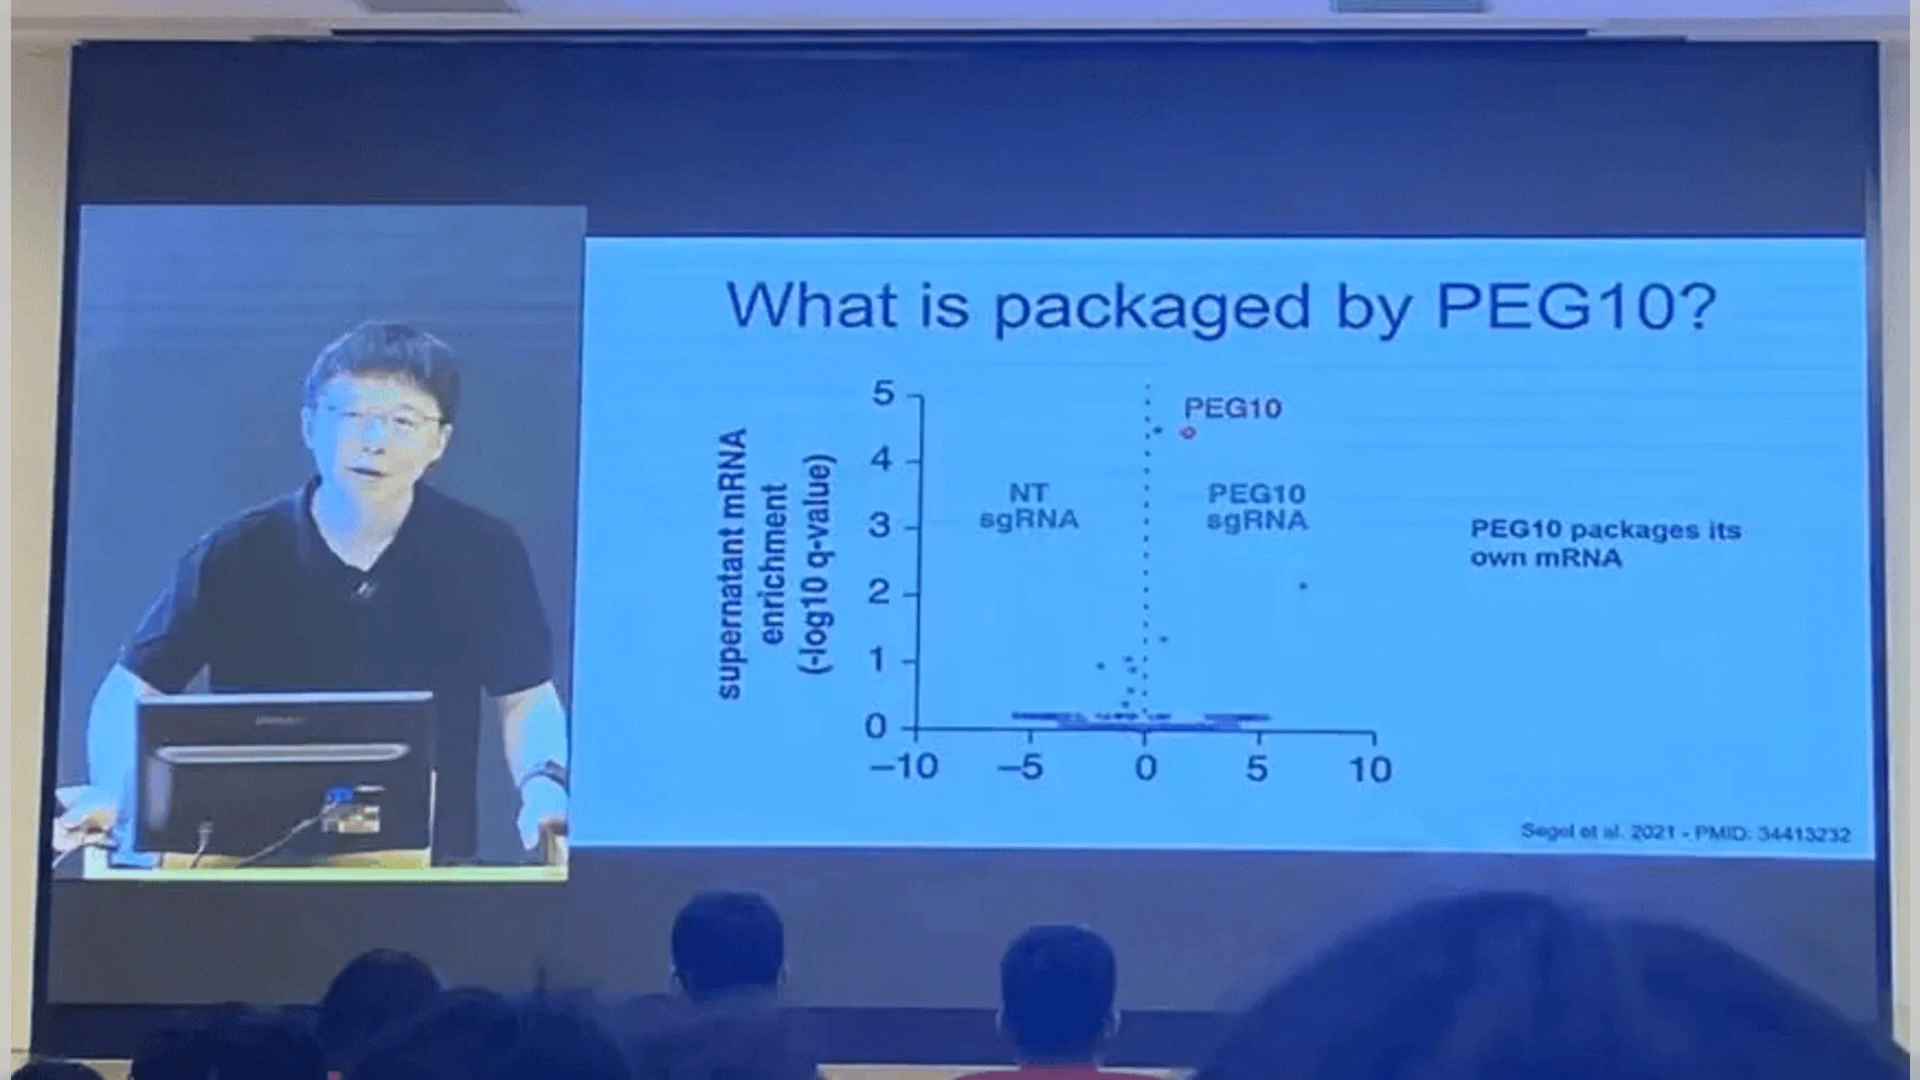 What is packaged by PEG10?
supernatant mRNA
enrichment
(-log10 q-value)
5
4
3
2
1
0
PEG10
NT
sgRNA
PEG10
sgRNA
–10
–5
0
5
10
PEG10 packages its
own mRNA
Segel et al. 2021 - PMID: 34413232